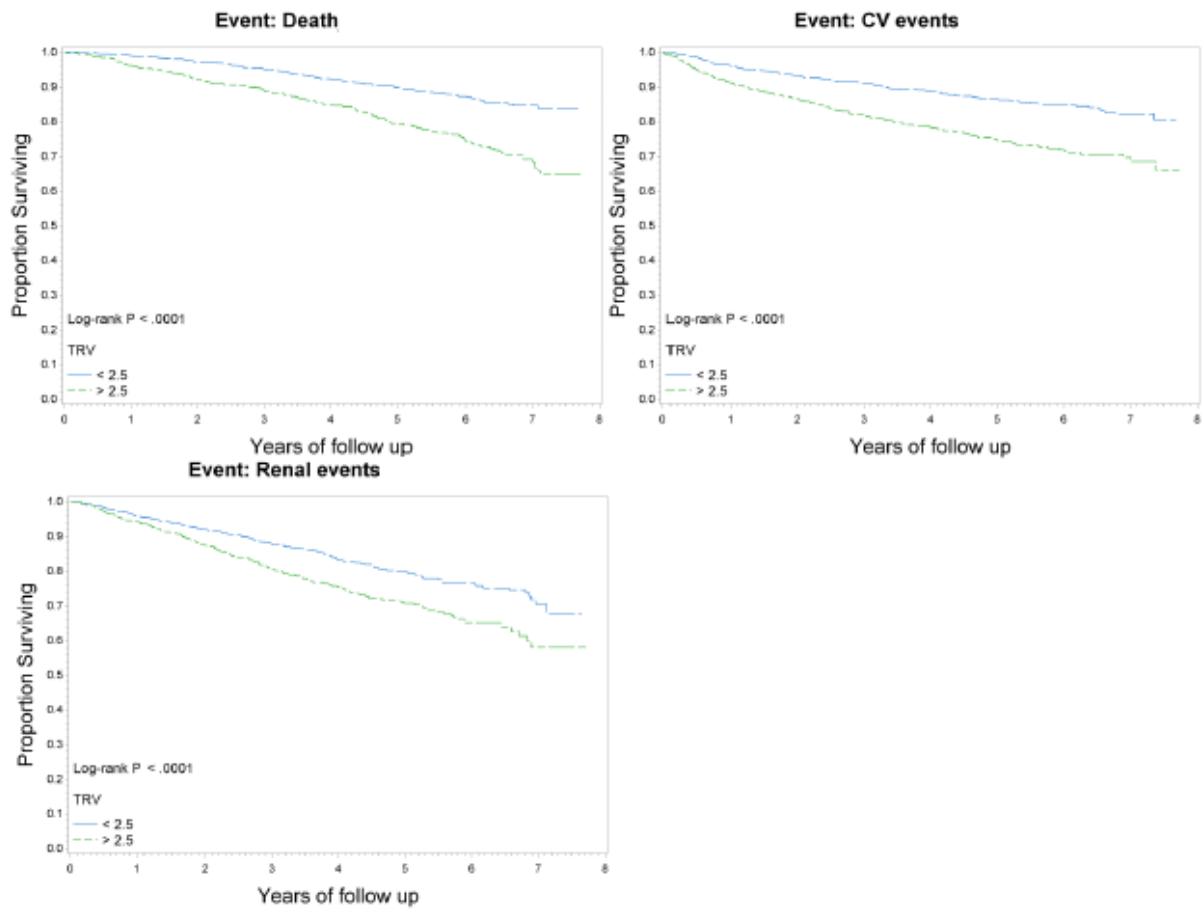 Event: Death
1.0
0.9
0.8
0.7
0.6
0.5
0.4
0.3
0.2
0.1
0.0
Proportion Surviving
Log-rank P < .0001
TRV
< 2.5
> 2.5
0 1 2 3 4 5 6 7 8
Years of follow up
Event: CV events
1.0
0.9
0.8
0.7
0.6
0.5
0.4
0.3
0.2
0.1
0.0
Proportion Surviving
Log-rank P < .0001
TRV
< 2.5
> 2.5
0 1 2 3 4 5 6 7 8
Years of follow up
Event: Renal events
1.0
0.9
0.8
0.7
0.6
0.5
0.4
0.3
0.2
0.1
0.0
Proportion Surviving
Log-rank P < .0001
TRV
< 2.5
> 2.5
0 1 2 3 4 5 6 7 8
Years of follow up